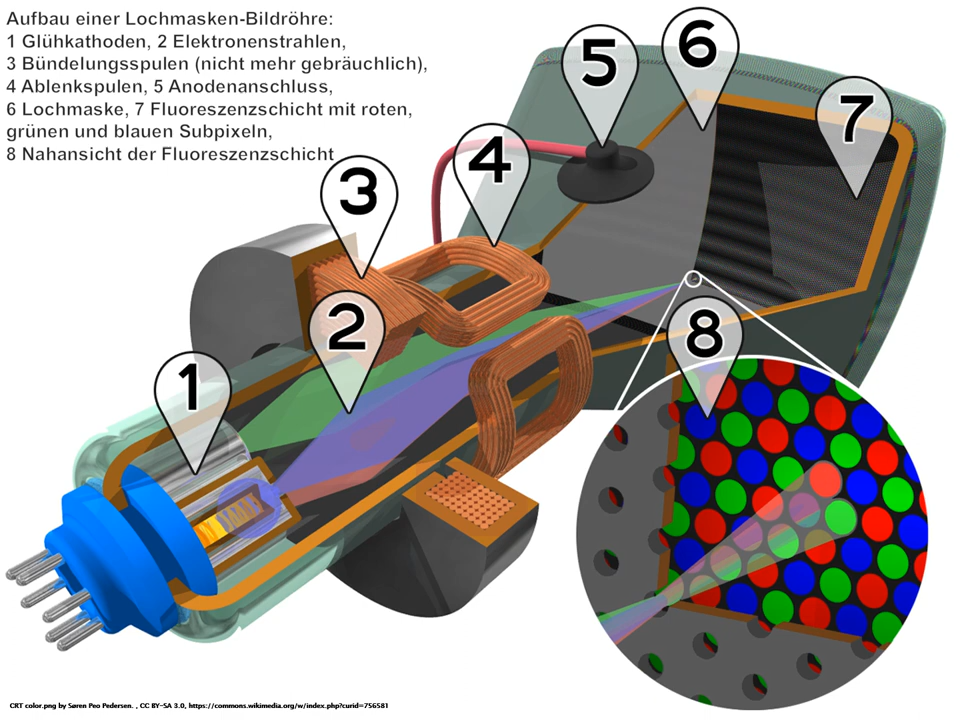 Aufbau einer Lochmasken-Bildröhre:
1 Glühkathoden, 2 Elektronenstrahlen,
3 Bündelungsspulen (nicht mehr gebräuchlich),
4 Ablenkspulen, 5 Anodenanschluss,
6 Lochmaske, 7 Fluoreszenzschicht mit roten,
grünen und blauen Subpixeln,
8 Nahansicht der Fluoreszenzschicht
5
6
7
4
3
2
8
1
CRT color.png by Søren Peo Pedersen. , CC BY-SA 3.0, https://commons.wikimedia.org/w/index.php?curid=756581